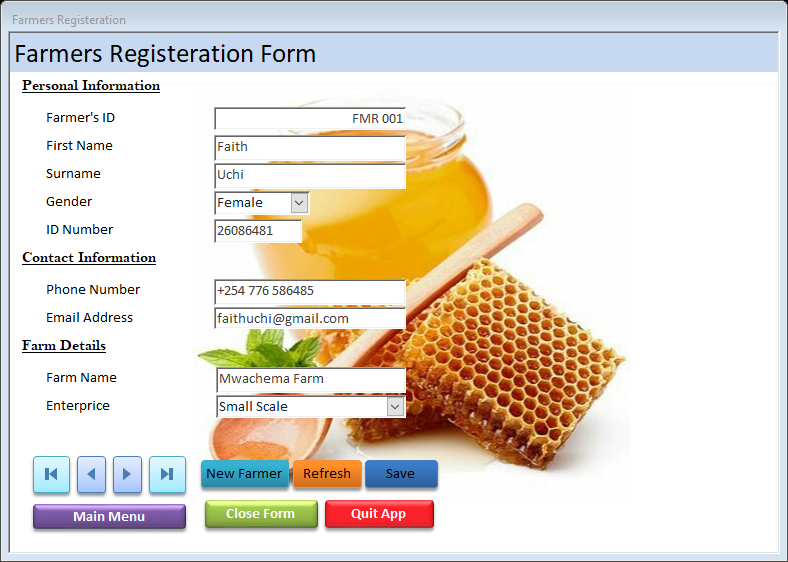 Farmers Registeration
Farmers Registeration Form
Personal Information
Farmer's ID FMR 001
First Name Faith
Surname Uchi
Gender Female
ID Number 26086481
Contact Information
Phone Number +254 776 586485
Email Address faithuchi@gmail.com
Farm Details
Farm Name Mwachema Farm
Enterprice Small Scale
New Farmer Refresh Save
Main Menu Close Form Quit App